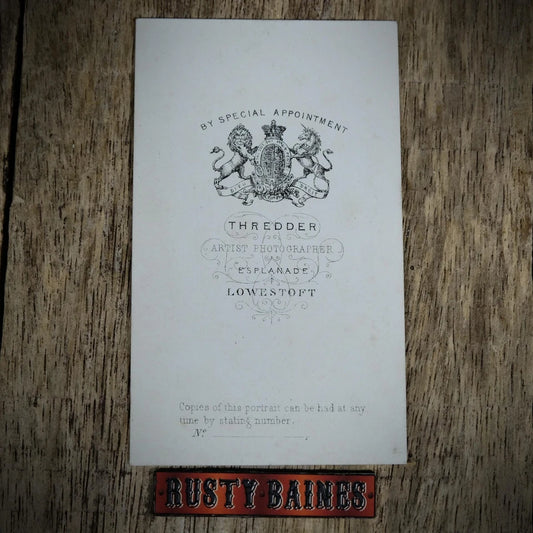 BY SPECIAL APPOINTMENT
THREDDER
ARTIST PHOTOGRAPHER
ESPLANADE
LOWESTOFT
Copies of this portrait can be had at any
time by stating number.
No.
RUSTY·BAINES